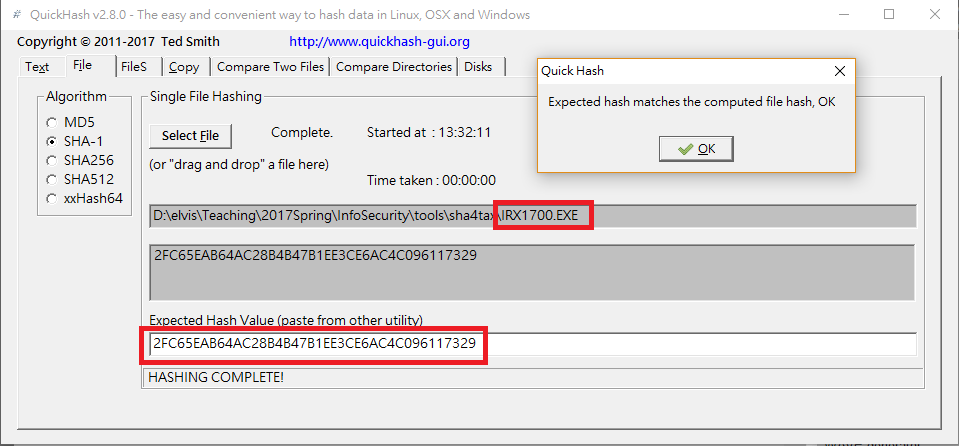 # QuickHash v2.8.0 - The easy and convenient way to hash data in Linux, OSX and Windows
Copyright © 2011-2017 Ted Smith http://www.quickhash-gui.org
Text File FileS Copy Compare Two Files Compare Directories Disks
Quick Hash
Expected hash matches the computed file hash, OK
OK
Algorithm
MD5
SHA-1
SHA256
SHA512
xxHash64
Single File Hashing
Select File Complete. Started at : 13:32:11
(or "drag and drop" a file here)
Time taken : 00:00:00
D:\elvis\Teaching\2017Spring\InfoSecurity\tools\sha4tax\IRX1700.EXE
2FC65EAB64AC28B4B47B1EE3CE6AC4C096117329
Expected Hash Value (paste from other utility)
2FC65EAB64AC28B4B47B1EE3CE6AC4C096117329
HASHING COMPLETE!